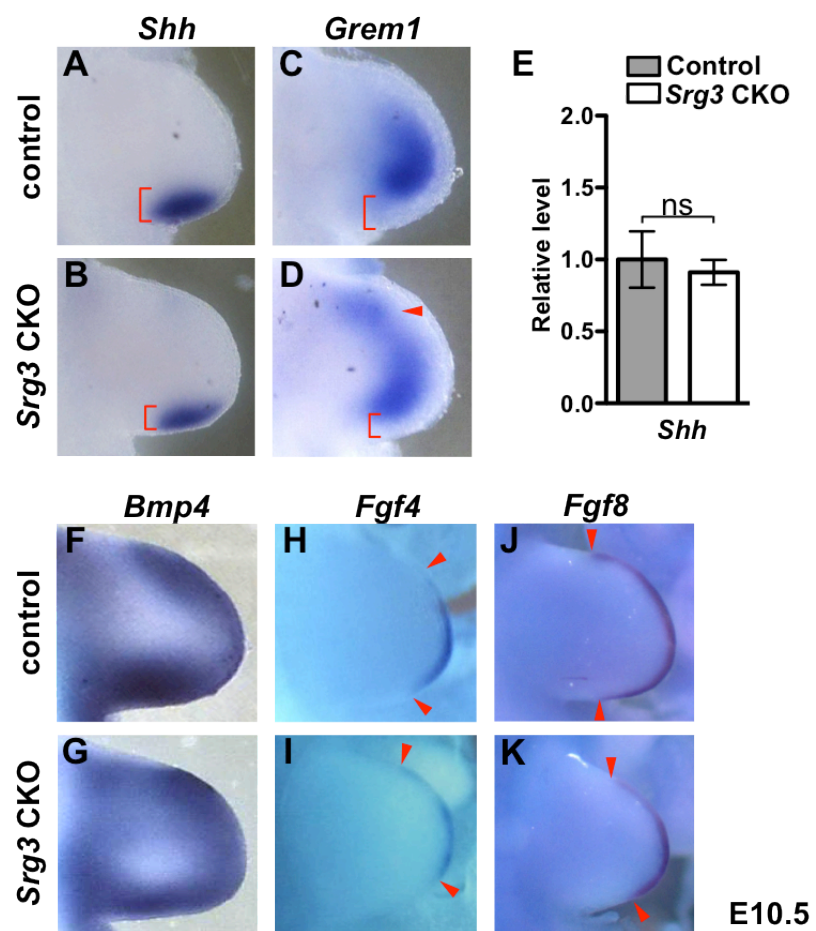 Shh
Grem1
A
C
E
Control
Srg3 CKO
control
2.0
1.5
1.0
0.5
0.0
Relative level
ns
Shh
B
D
Srg3 CKO
Bmp4
Fgf4
Fgf8
F
H
J
control
G
I
K
Srg3 CKO
E10.5